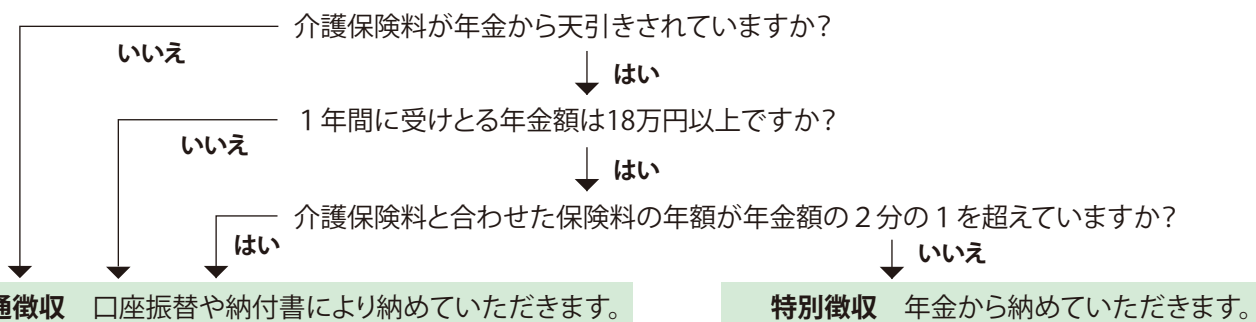 介護保険料が年金から天引きされていますか？
いいえ
はい
１年間に受けとる年金額は18万円以上ですか？
いいえ
はい
介護保険料と合わせた保険料の年額が年金額の２分の１を超えていますか？
はい
いいえ
通徴収 口座振替や納付書により納めていただきます。
特別徴収 年金から納めていただきます。